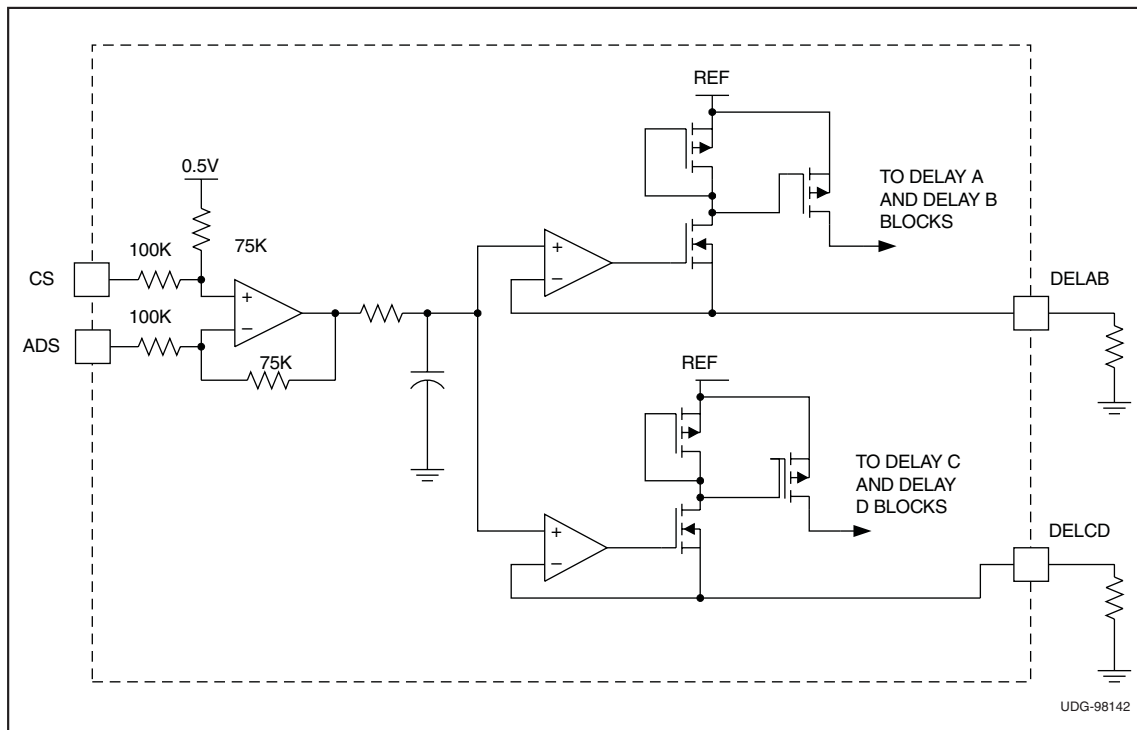 REF
0.5V
75K
100K
CS
+
−
100K
ADS
75K
+
−
TO DELAY A
AND DELAY B
BLOCKS
DELAB
REF
TO DELAY C
AND DELAY
D BLOCKS
+
−
DELCD
UDG-98142